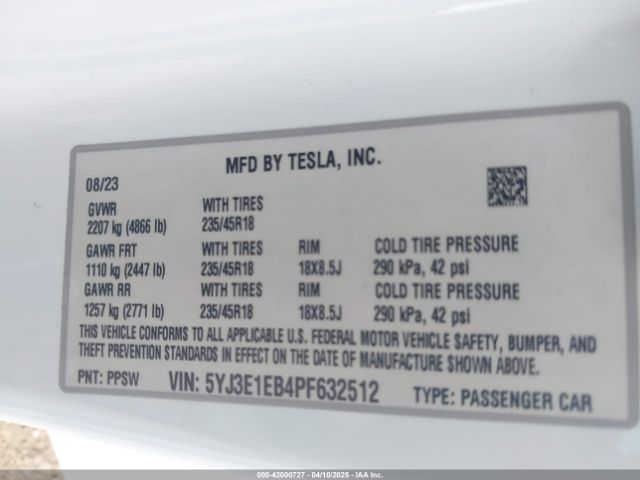 MFD BY TESLA, INC.
08/23
GVWR WITH TIRES
2207 kg (4866 lb) 235/45R18
GAWR FRT WITH TIRES RIM COLD TIRE PRESSURE
1110 kg (2447 lb) 235/45R18 18X8.5J 290 kPa, 42 psi
GAWR RR WITH TIRES RIM COLD TIRE PRESSURE
1257 kg (2771 lb) 235/45R18 18X8.5J 290 kPa, 42 psi
THIS VEHICLE CONFORMS TO ALL APPLICABLE U.S. FEDERAL MOTOR VEHICLE SAFETY, BUMPER, AND
THEFT PREVENTION STANDARDS IN EFFECT ON THE DATE OF MANUFACTURE SHOWN ABOVE.
PNT: PPSW VIN: 5YJ3E1EB4PF632512 TYPE: PASSENGER CAR
000-42000727 - 04/10/2025 - IAA Inc.